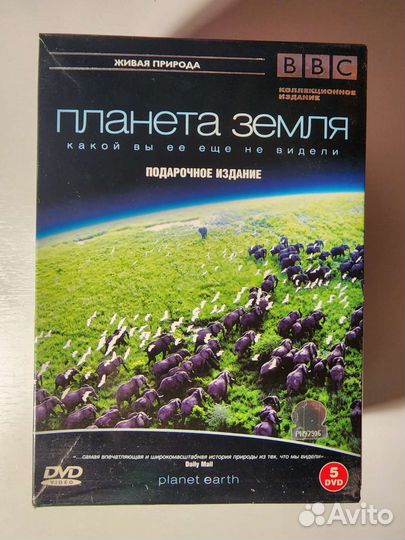 ЖИВАЯ ПРИРОДА
BBC
КОЛЛЕКЦИОННОЕ
ИЗДАНИЕ
ПЛАНЕТА ЗЕМЛЯ
КАКОЙ ВЫ ЕЕ ЕЩЕ НЕ ВИДЕЛИ
ПОДАРОЧНОЕ ИЗДАНИЕ
"...самая впечатляющая и широкомасштабная история природы из тех, что мы видели".
Daily Mail
DVD
VIDEO
planet earth
5
DVD
Avito